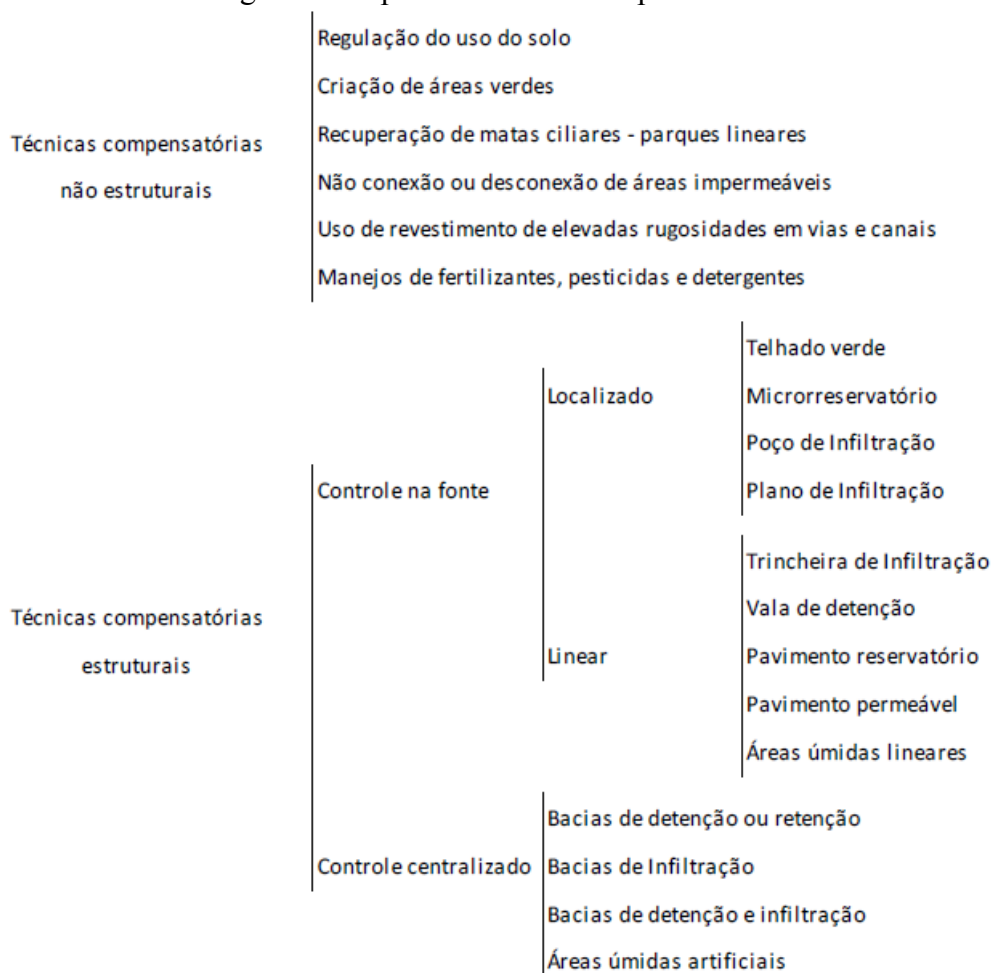 Regulação do uso do solo
Criação de áreas verdes
Técnicas compensatórias
não estruturais
Recuperação de matas ciliares - parques lineares
Não conexão ou desconexão de áreas impermeáveis
Uso de revestimento de elevadas rugosidades em vias e canais
Manejos de fertilizantes, pesticidas e detergentes
Técnicas compensatórias
estruturais
Controle na fonte
Localizado
Telhado verde
Microrreservatório
Poço de Infiltração
Plano de Infiltração
Linear
Trincheira de Infiltração
Vala de detenção
Pavimento reservatório
Pavimento permeável
Áreas úmidas lineares
Controle centralizado
Bacias de detenção ou retenção
Bacias de Infiltração
Bacias de detenção e infiltração
Áreas úmidas artificiais